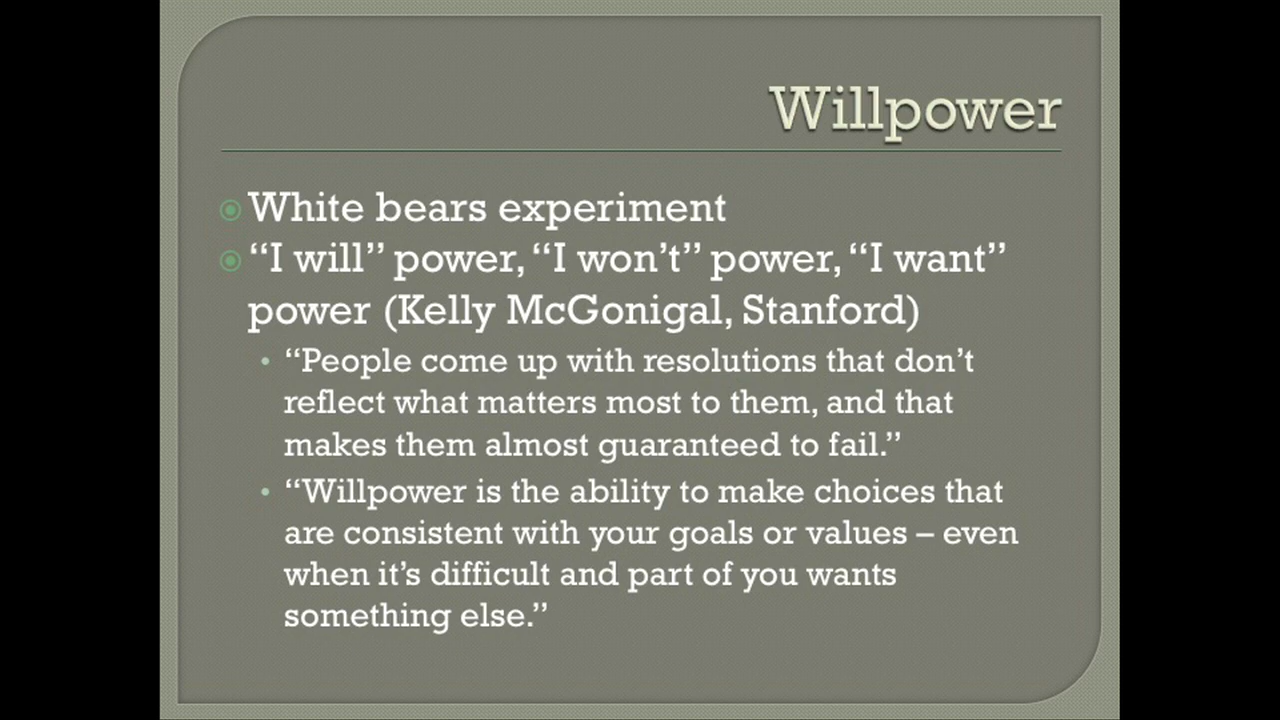 Willpower
White bears experiment
“I will” power, “I won’t” power, “I want”
power (Kelly McGonigal, Stanford)
“People come up with resolutions that don’t
reflect what matters most to them, and that
makes them almost guaranteed to fail.”
“Willpower is the ability to make choices that
are consistent with your goals or values – even
when it’s difficult and part of you wants
something else.”